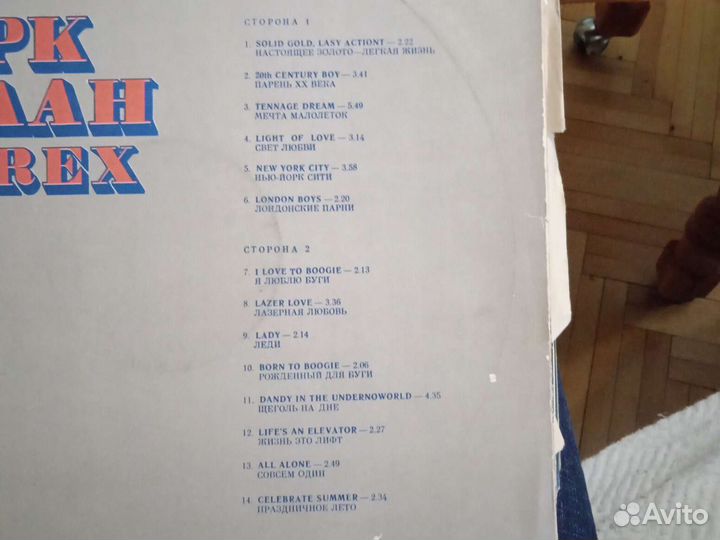 РК
ЛАН
REX
СТОРОНА 1
1. SOLID GOLD, LASY ACTIONT — 2.22
НАСТОЯЩЕЕ ЗОЛОТО—ЛЕГКАЯ ЖИЗНЬ
2. 20th CENTURY BOY — 3.41
ПАРЕНЬ XX ВЕКА
3. TENNAGE DREAM — 5.49
МЕЧТА МАЛОЛЕТОК
4. LIGHT OF LOVE — 3.14
СВЕТ ЛЮБВИ
5. NEW YORK CITY — 3.58
НЬЮ-ЙОРК СИТИ
6. LONDON BOYS — 2.20
ЛОНДОНСКИЕ ПАРНИ
СТОРОНА 2
7. I LOVE TO BOOGIE — 2.13
Я ЛЮБЛЮ БУГИ
8. LAZER LOVE — 3.36
ЛАЗЕРНАЯ ЛЮБОВЬ
9. LADY — 2.14
ЛЕДИ
10. BORN TO BOOGIE — 2.06
РОЖДЕННЫЙ ДЛЯ БУГИ
11. DANDY IN THE UNDERNOWORLD — 4.35
ЩЕГОЛЬ НА ДНЕ
12. LIFE'S AN ELEVATOR — 2.27
ЖИЗНЬ ЭТО ЛИФТ
13. ALL ALONE — 2.49
СОВСЕМ ОДИН
14. CELEBRATE SUMMER — 2.34
ПРАЗДНИЧНОЕ ЛЕТО
Avito